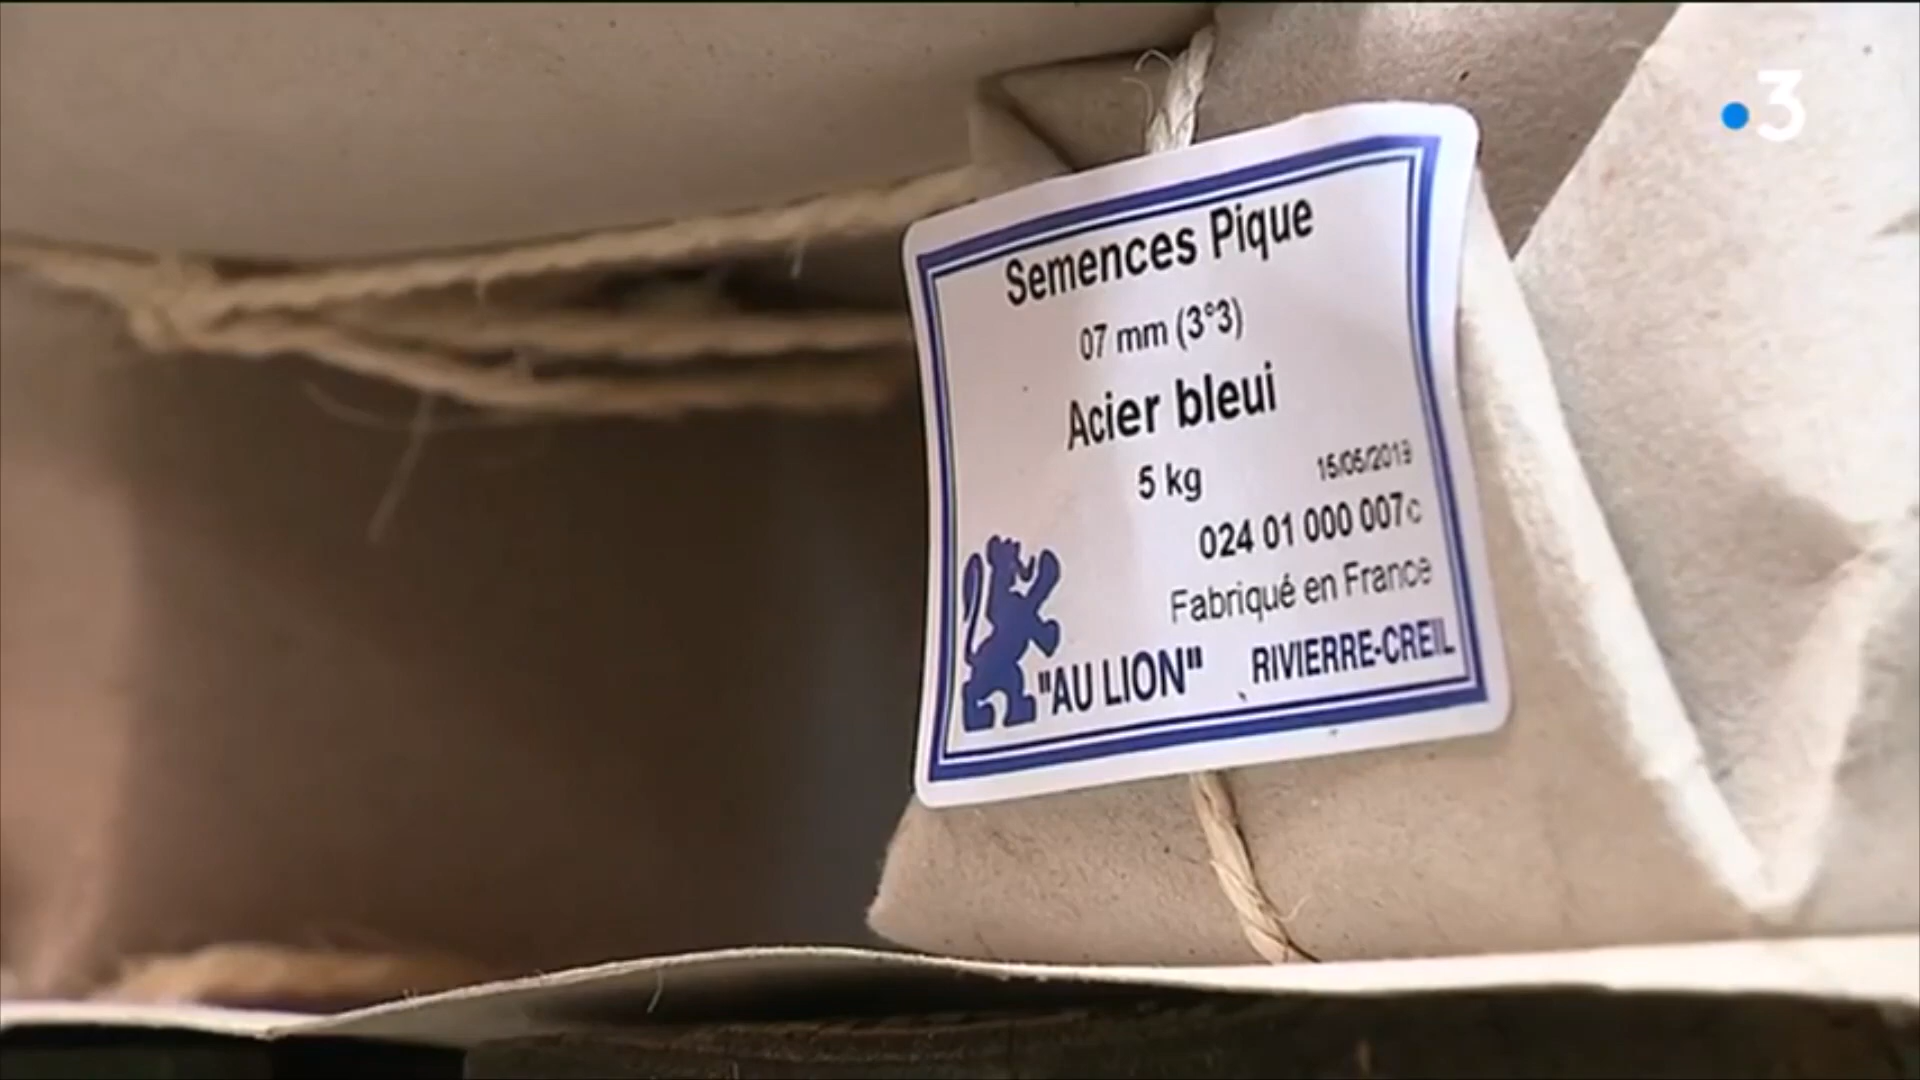 3
Semences Pique
07 mm (3°3)
Acier bleui
5 kg
15/05/2019
024 01 000 007c
Fabriqué en France
"AU LION" RIVIERRE-CREIL